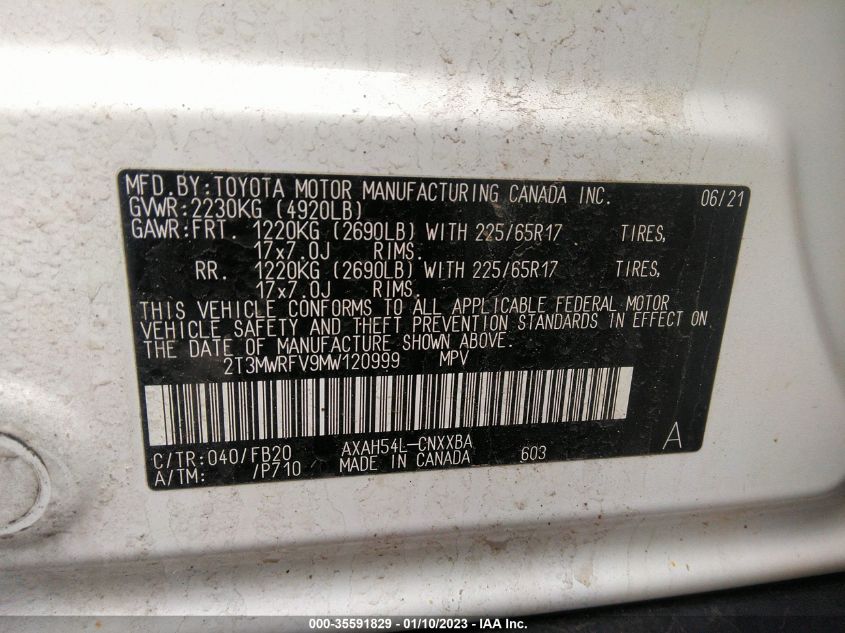 MFD.BY:TOYOTA MOTOR MANUFACTURING CANADA INC. 06/21
GVWR:2230KG (4920LB)
GAWR:FRT. 1220KG (2690LB) WITH 225/65R17 TIRES,
17x7.0J RIMS.
RR. 1220KG (2690LB) WITH 225/65R17 TIRES,
17x7.0J RIMS.
THIS VEHICLE CONFORMS TO ALL APPLICABLE FEDERAL MOTOR
VEHICLE SAFETY AND THEFT PREVENTION STANDARDS IN EFFECT ON
THE DATE OF MANUFACTURE SHOWN ABOVE.
2T3MWRFV9MW120999 MPV
C/TR:040/FB20 AXAH54L-CNXXBA A
A/TM: /P710 MADE IN CANADA 603
000-35591829 - 01/10/2023 - IAA Inc.